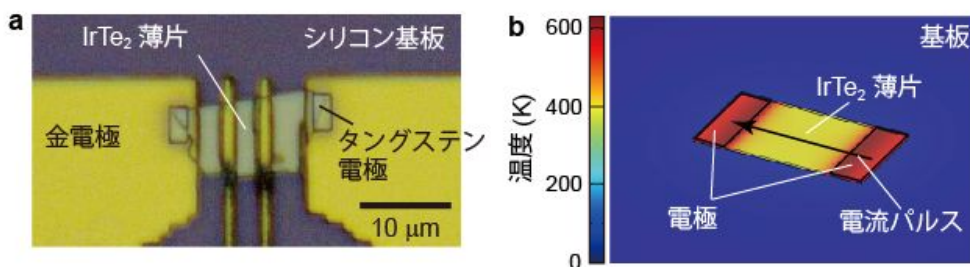 a
IrTe2 薄片
シリコン基板
金電極
タングステン
電極
10 μm
b
温度 (K)
600
400
200
0
基板
IrTe2 薄片
電極
電流パルス